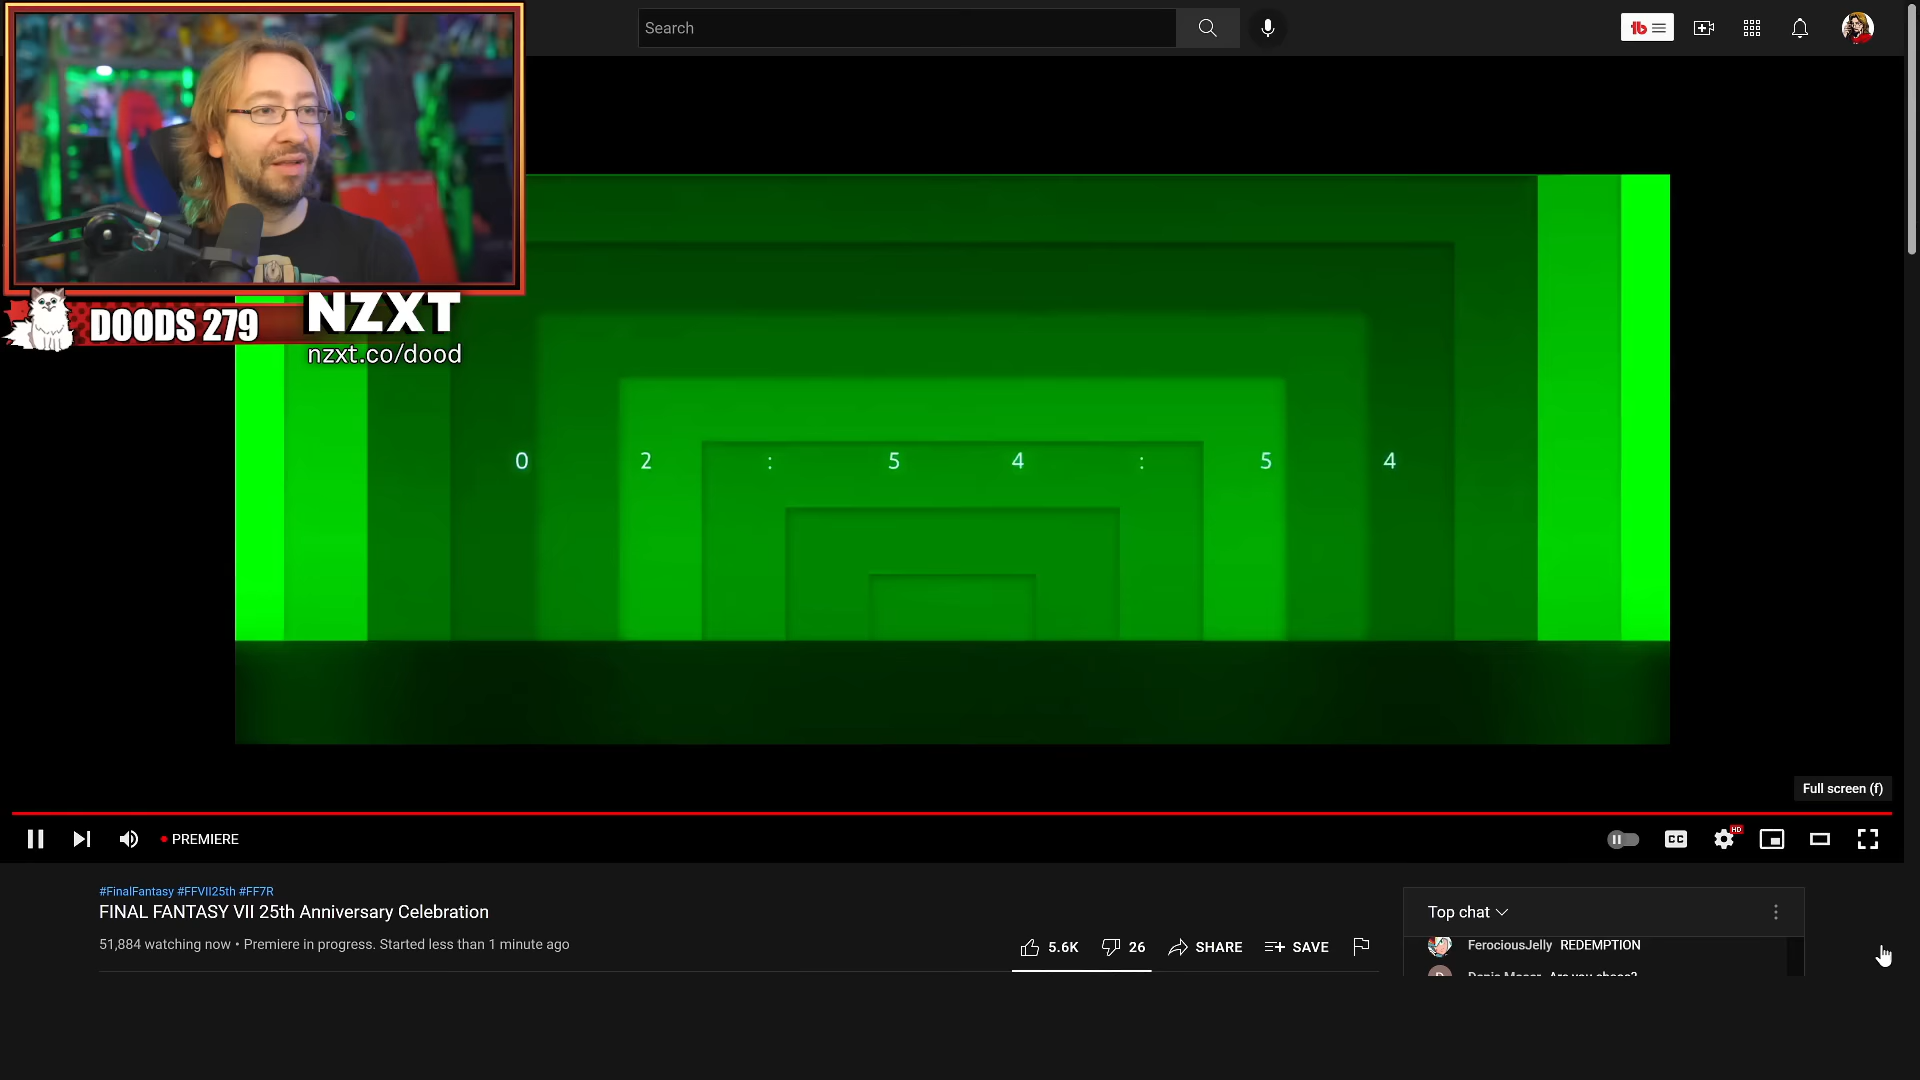 Search
DOODS 279
NZXT
nzxt.co/dood
0 2 : 5 4 : 5 4
Full screen (f)
PREMIERE
CC
HD
#FinalFantasy #FFVII25th #FF7R
FINAL FANTASY VII 25th Anniversary Celebration
51,884 watching now • Premiere in progress. Started less than 1 minute ago
5.6K
26
SHARE
SAVE
Top chat
FerociousJelly REDEMPTION